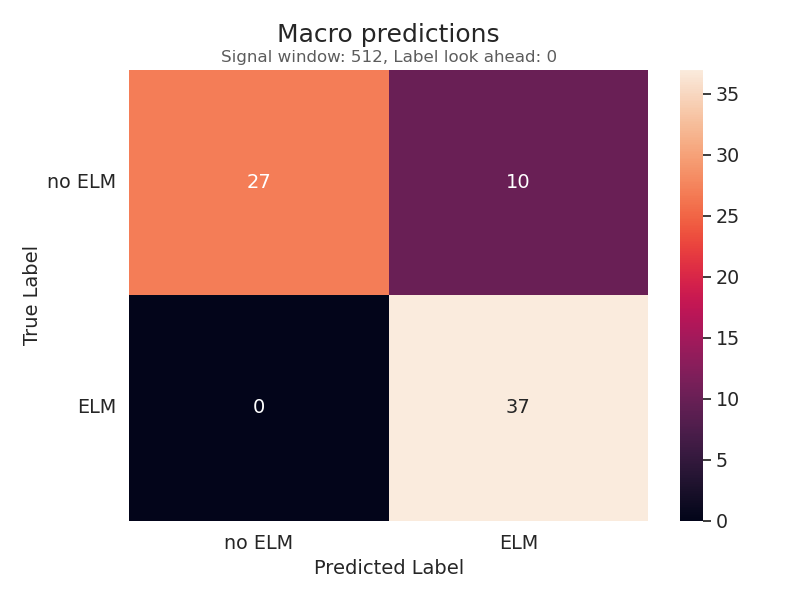 Macro predictions
Signal window: 512, Label look ahead: 0
True Label
no ELM
ELM
27
10
0
37
no ELM
ELM
Predicted Label
35
30
25
20
15
10
5
0